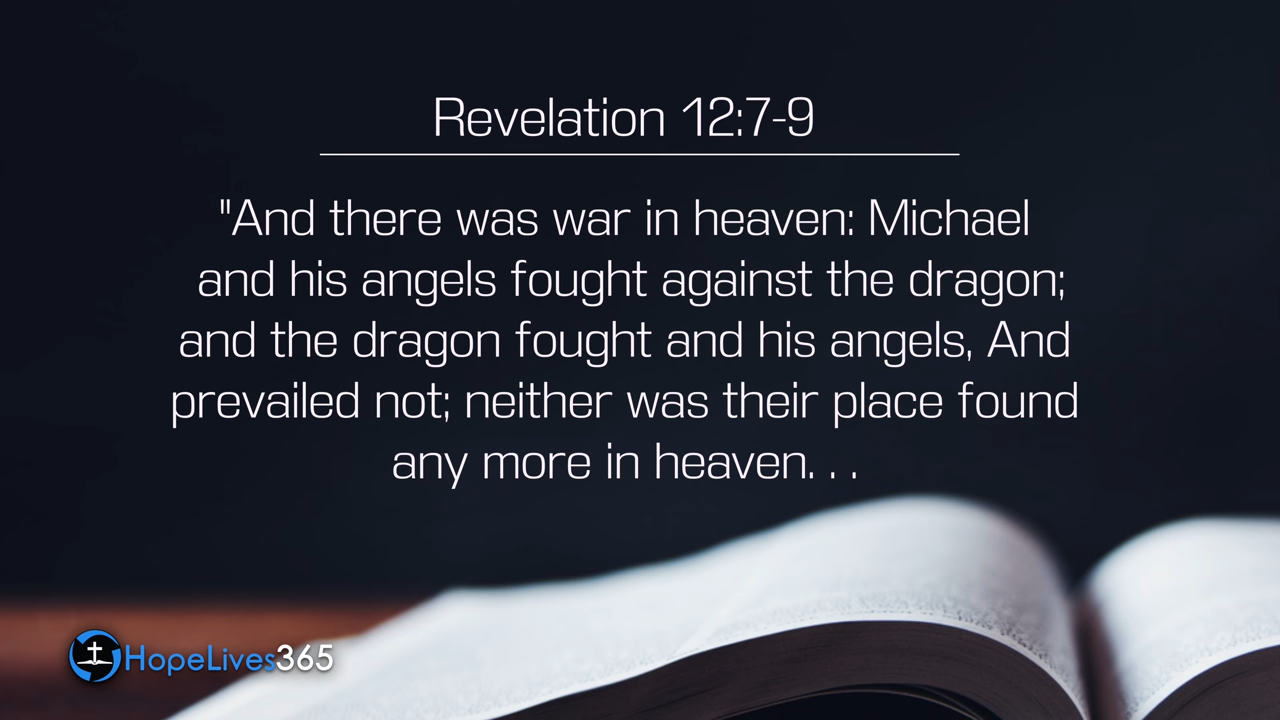 Revelation 12:7-9
"And there was war in heaven: Michael
and his angels fought against the dragon;
and the dragon fought and his angels, And
prevailed not; neither was their place found
any more in heaven. . .
HopeLives365